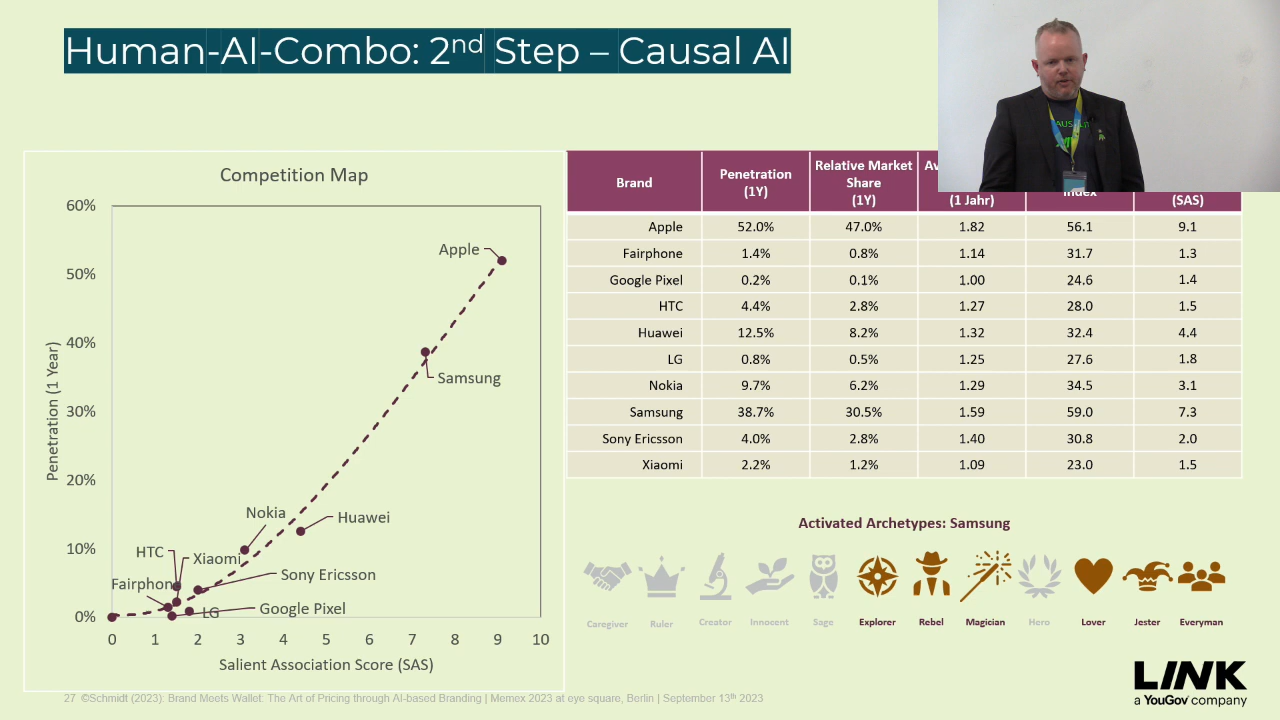 Human-AI-Combo: 2nd Step – Causal AI
Competition Map
60%
50%
40%
30%
20%
10%
0%
Penetration (1 Year)
Apple
Samsung
Nokia
Huawei
HTC
Xiaomi
Fairphon
Sony Ericsson
LG
Google Pixel
0 1 2 3 4 5 6 7 8 9 10
Salient Association Score (SAS)
Brand
Penetration
(1Y)
Relative Market
Share
(1Y)
(1 Jahr)
Index
(SAS)
Apple 52.0% 47.0% 1.82 56.1 9.1
Fairphone 1.4% 0.8% 1.14 31.7 1.3
Google Pixel 0.2% 0.1% 1.00 24.6 1.4
HTC 4.4% 2.8% 1.27 28.0 1.5
Huawei 12.5% 8.2% 1.32 32.4 4.4
LG 0.8% 0.5% 1.25 27.6 1.8
Nokia 9.7% 6.2% 1.29 34.5 3.1
Samsung 38.7% 30.5% 1.59 59.0 7.3
Sony Ericsson 4.0% 2.8% 1.40 30.8 2.0
Xiaomi 2.2% 1.2% 1.09 23.0 1.5
Activated Archetypes: Samsung
Caregiver Ruler Creator Innocent Sage Explorer Rebel Magician Hero Lover Jester Everyman
LINK
a YouGov company
27 ©Schmidt (2023): Brand Meets Wallet: The Art of Pricing through AI-based Branding | Memex 2023 at eye square, Berlin | September 13th 2023